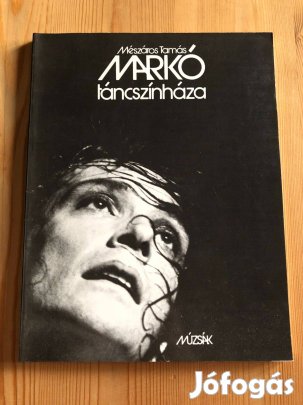 Mészáros Tamás
MARKÓ
táncszínháza
MÚZSÁK
Jófogás